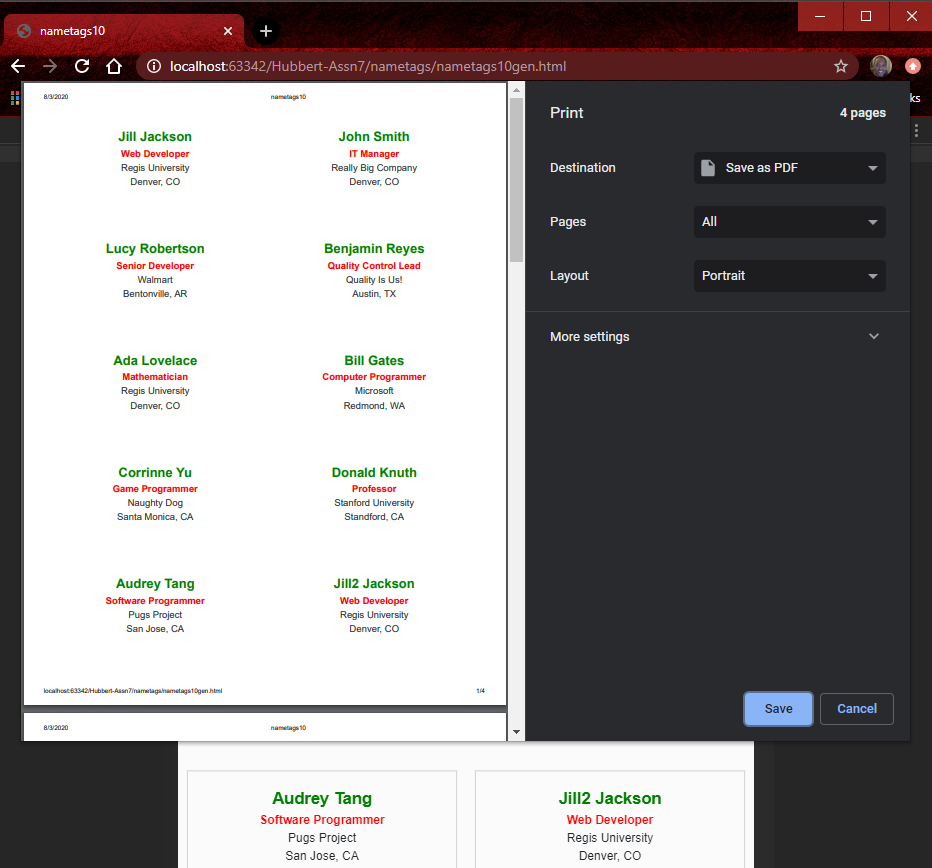 nametags10
localhost:63342/Hubbert-Assn7/nametags/nametags10gen.html
ks
8/3/2020 nametags10
Jill Jackson John Smith
Web Developer IT Manager
Regis University Really Big Company
Denver, CO Denver, CO
Lucy Robertson Benjamin Reyes
Senior Developer Quality Control Lead
Walmart Quality Is Us!
Bentonville, AR Austin, TX
Ada Lovelace Bill Gates
Mathematician Computer Programmer
Regis University Microsoft
Denver, CO Redmond, WA
Corrinne Yu Donald Knuth
Game Programmer Professor
Naughty Dog Stanford University
Santa Monica, CA Standford, CA
Audrey Tang Jill2 Jackson
Software Programmer Web Developer
Pugs Project Regis University
San Jose, CA Denver, CO
localhost:63342/Hubbert-Assn7/nametags/nametags10gen.html 1/4
8/3/2020 nametags10
Print 4 pages
Destination Save as PDF
Pages All
Layout Portrait
More settings
Save Cancel
Audrey Tang Jill2 Jackson
Software Programmer Web Developer
Pugs Project Regis University
San Jose, CA Denver, CO